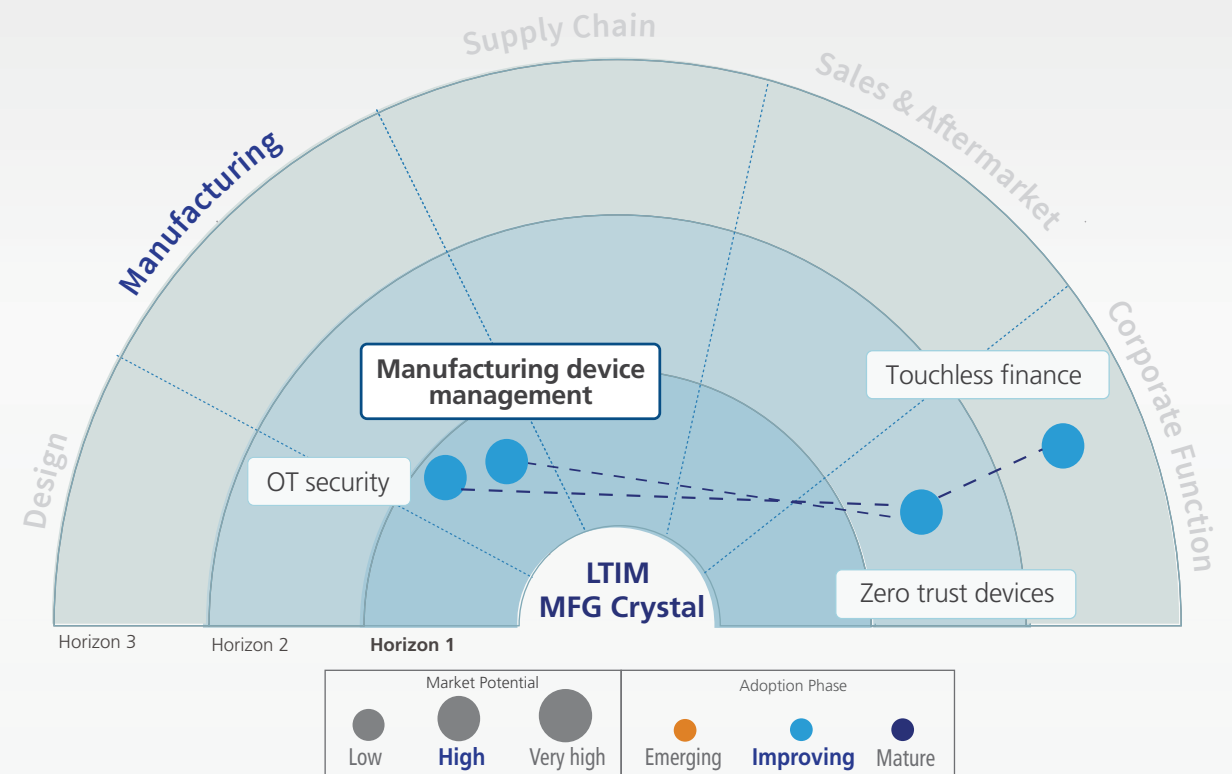 Supply Chain
Sales & Aftermarket
Manufacturing
Corporate Function
Design
Manufacturing device
management
Touchless finance
OT security
Zero trust devices
LTIM
MFG Crystal
Horizon 3
Horizon 2
Horizon 1
Market Potential
Low
High
Very high
Adoption Phase
Emerging
Improving
Mature